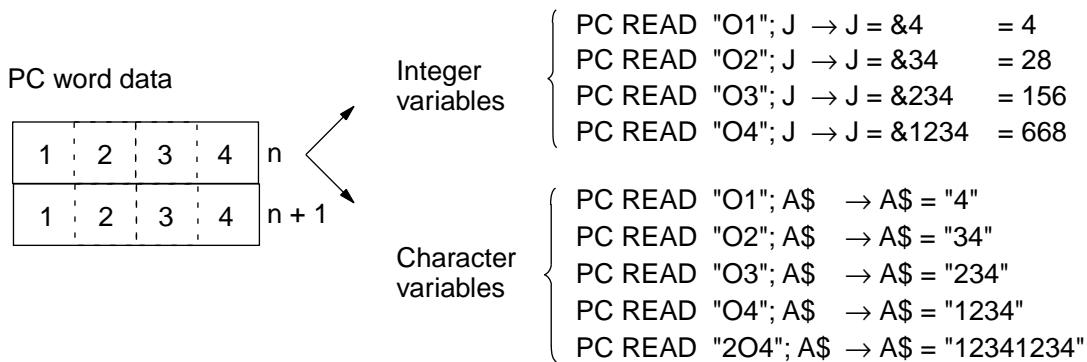 PC word data
1 2 3 4 n
1 2 3 4 n + 1
Integer
variables
PC READ "O1"; J → J = &4 = 4
PC READ "O2"; J → J = &34 = 28
PC READ "O3"; J → J = &234 = 156
PC READ "O4"; J → J = &1234 = 668
Character
variables
PC READ "O1"; A$ → A$ = "4"
PC READ "O2"; A$ → A$ = "34"
PC READ "O3"; A$ → A$ = "234"
PC READ "O4"; A$ → A$ = "1234"
PC READ "2O4"; A$ → A$ = "12341234"